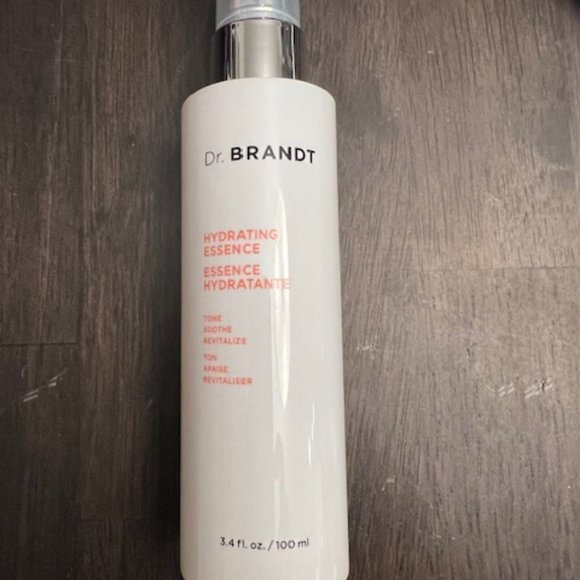 Dr. BRANDT
HYDRATING
ESSENCE
ESSENCE
HYDRATANTE
TONE
SOOTHE
REVITALIZE
TON
APAISE
REVITALISER
3.4 fl. oz. / 100 ml